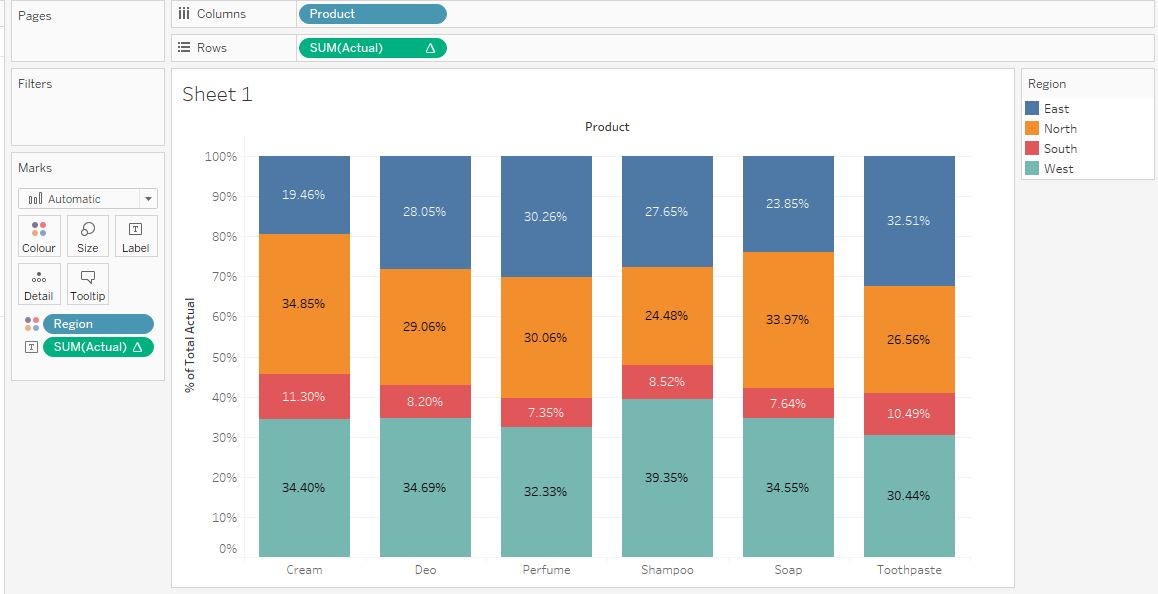 Pages
Columns
Product
Rows
SUM(Actual) Δ
Filters
Marks
Automatic
Colour
Size
Label
Detail
Tooltip
Region
SUM(Actual) Δ
Sheet 1
Product
% of Total Actual
100%
90%
80%
70%
60%
50%
40%
30%
20%
10%
0%
19.46% 28.05% 30.26% 27.65% 23.85% 32.51%
34.85% 29.06% 30.06% 24.48% 33.97% 26.56%
11.30% 8.20% 7.35% 8.52% 7.64% 10.49%
34.40% 34.69% 32.33% 39.35% 34.55% 30.44%
Cream Deo Perfume Shampoo Soap Toothpaste
Region
East
North
South
West